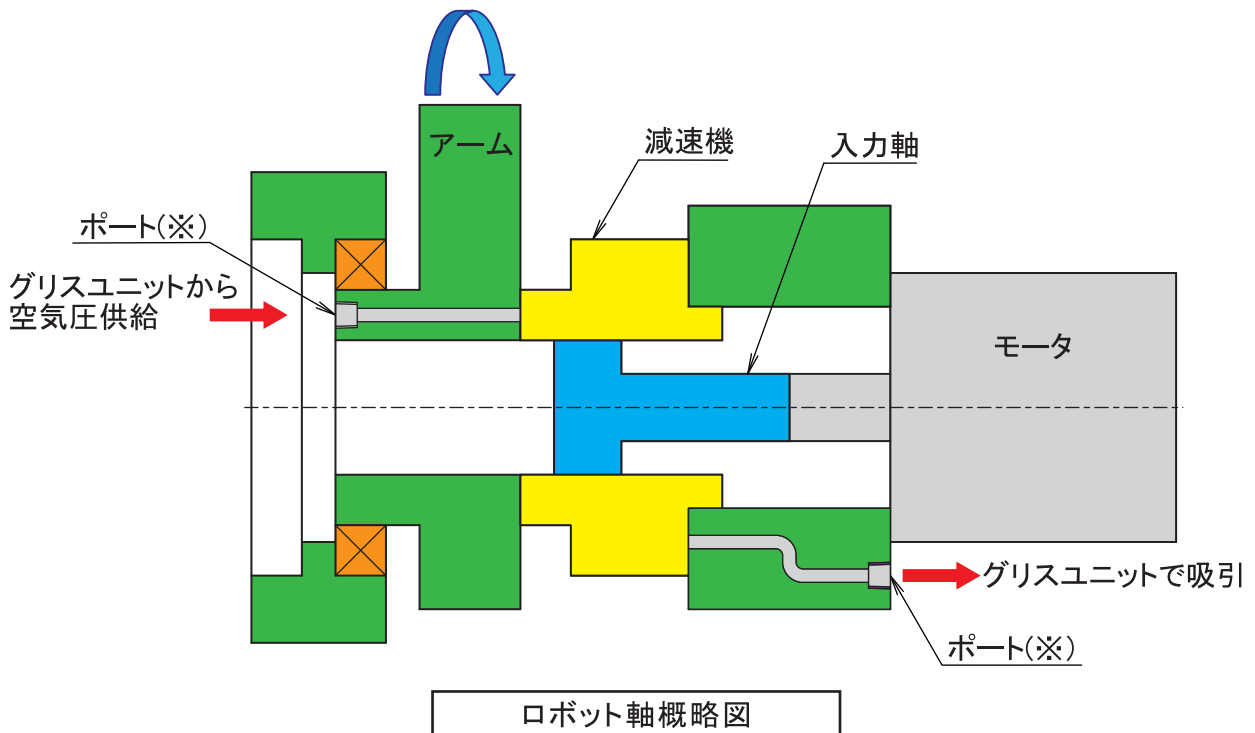 アーム
減速機
入力軸
ポート(※)
グリスユニットから
空気圧供給
モータ
グリスユニットで吸引
ポート(※)
ロボット軸概略図